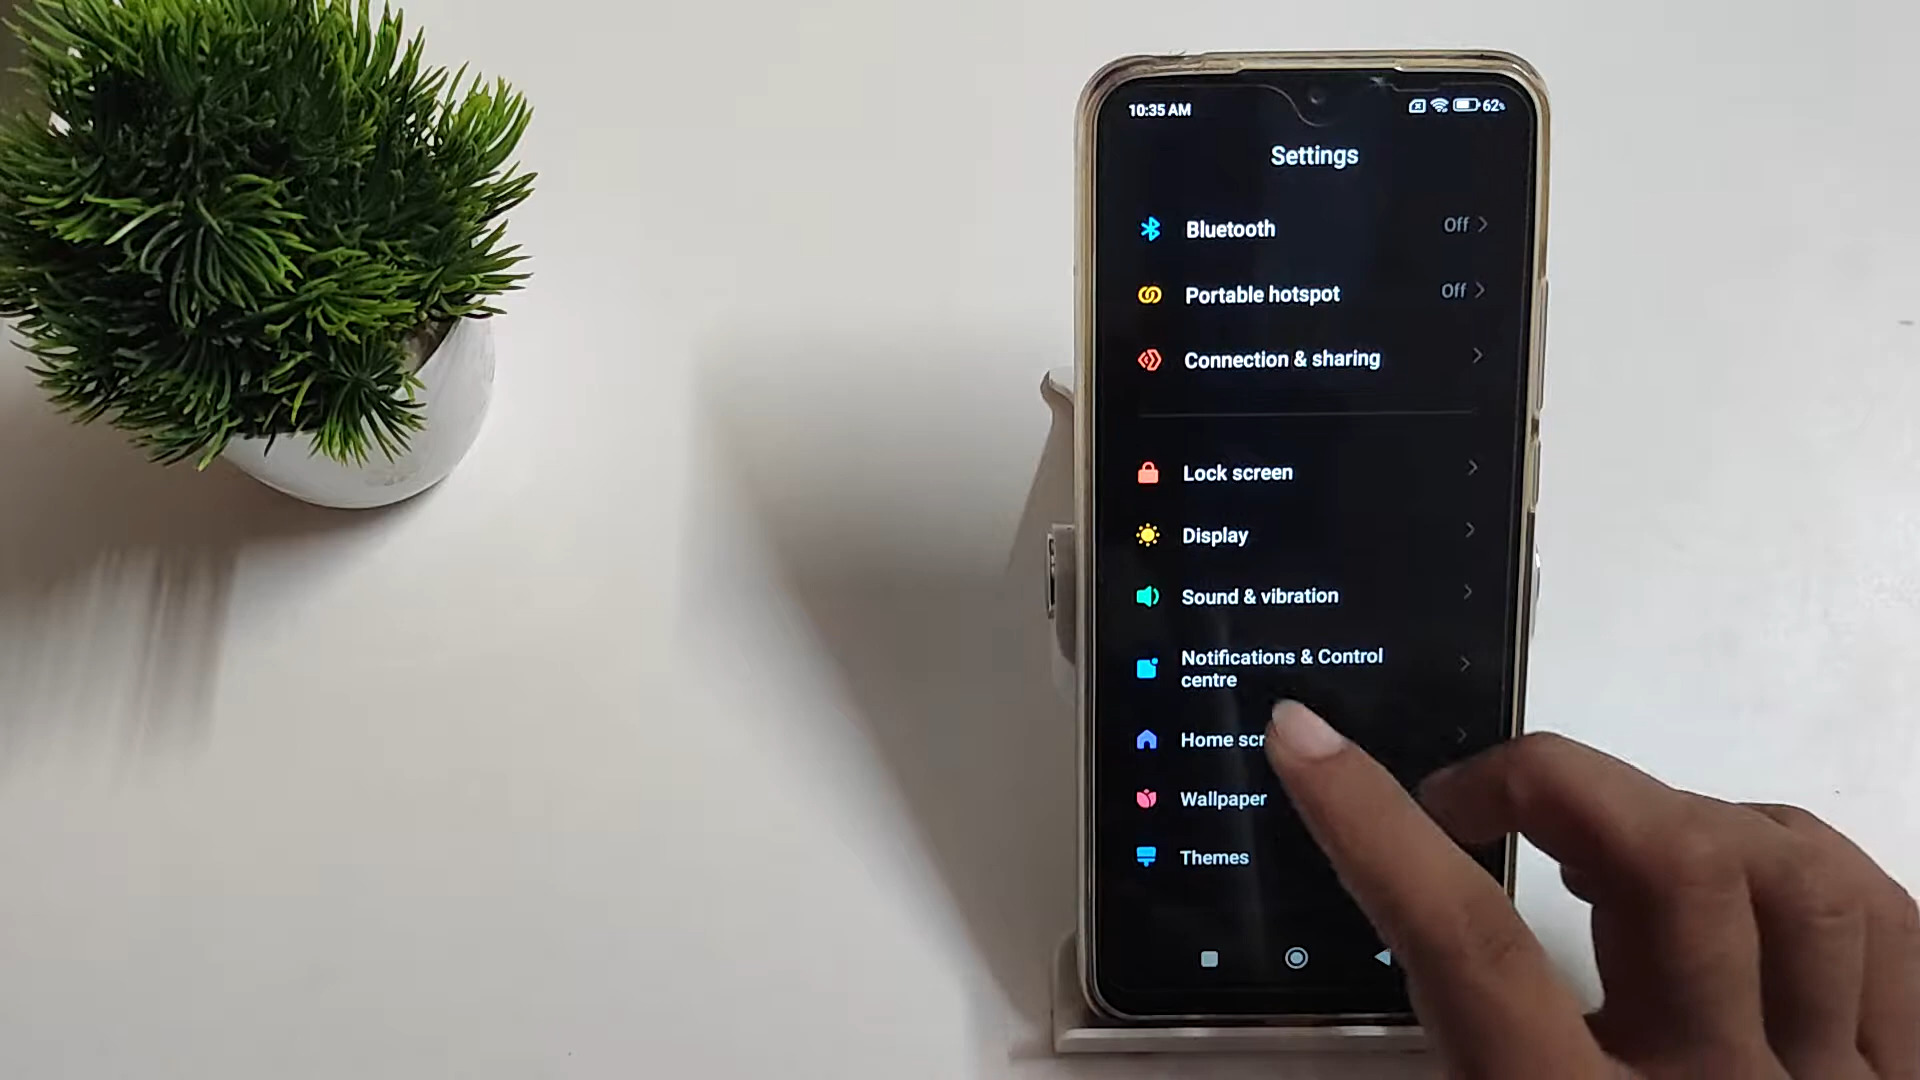 10:35 AM
62%
Settings
Bluetooth
Off
Portable hotspot
Off
Connection & sharing
Lock screen
Display
Sound & vibration
Notifications & Control
centre
Home scr
Wallpaper
Themes